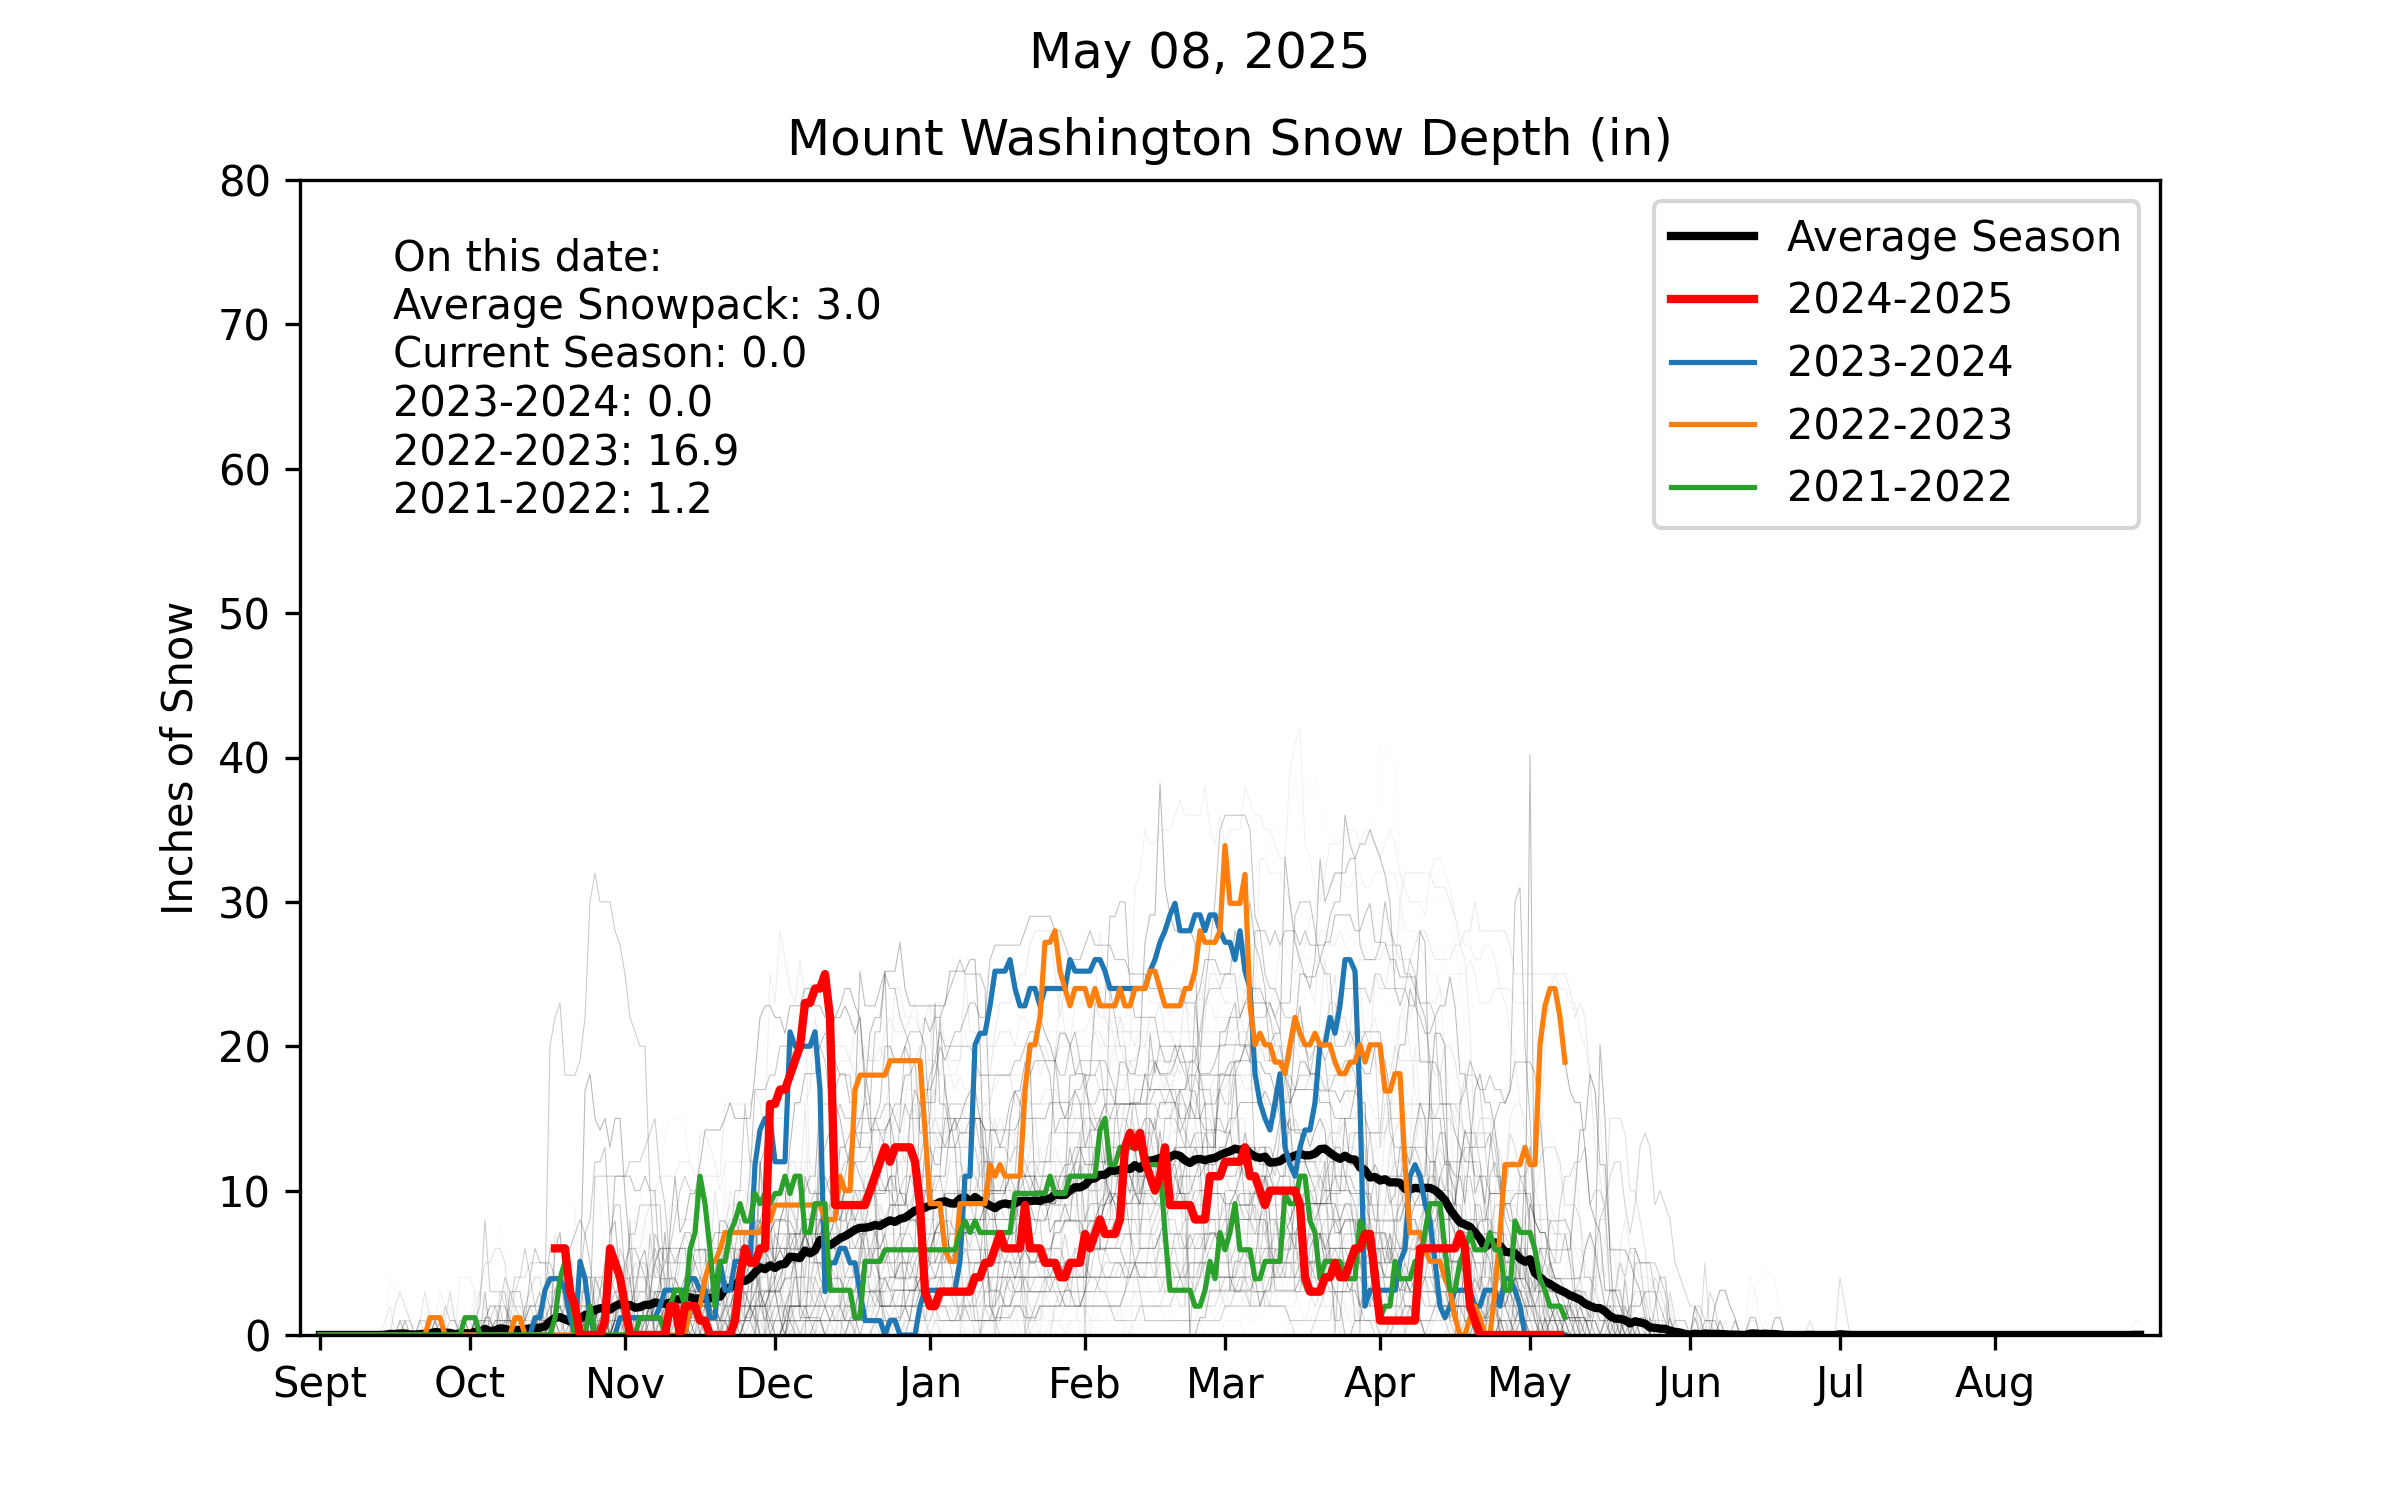 May 08, 2025
Mount Washington Snow Depth (in)
On this date:
Average Snowpack: 3.0
Current Season: 0.0
2023-2024: 0.0
2022-2023: 16.9
2021-2022: 1.2
Average Season
2024-2025
2023-2024
2022-2023
2021-2022
Inches of Snow
80
70
60
50
40
30
20
10
0
Sept Oct Nov Dec Jan Feb Mar Apr May Jun Jul Aug